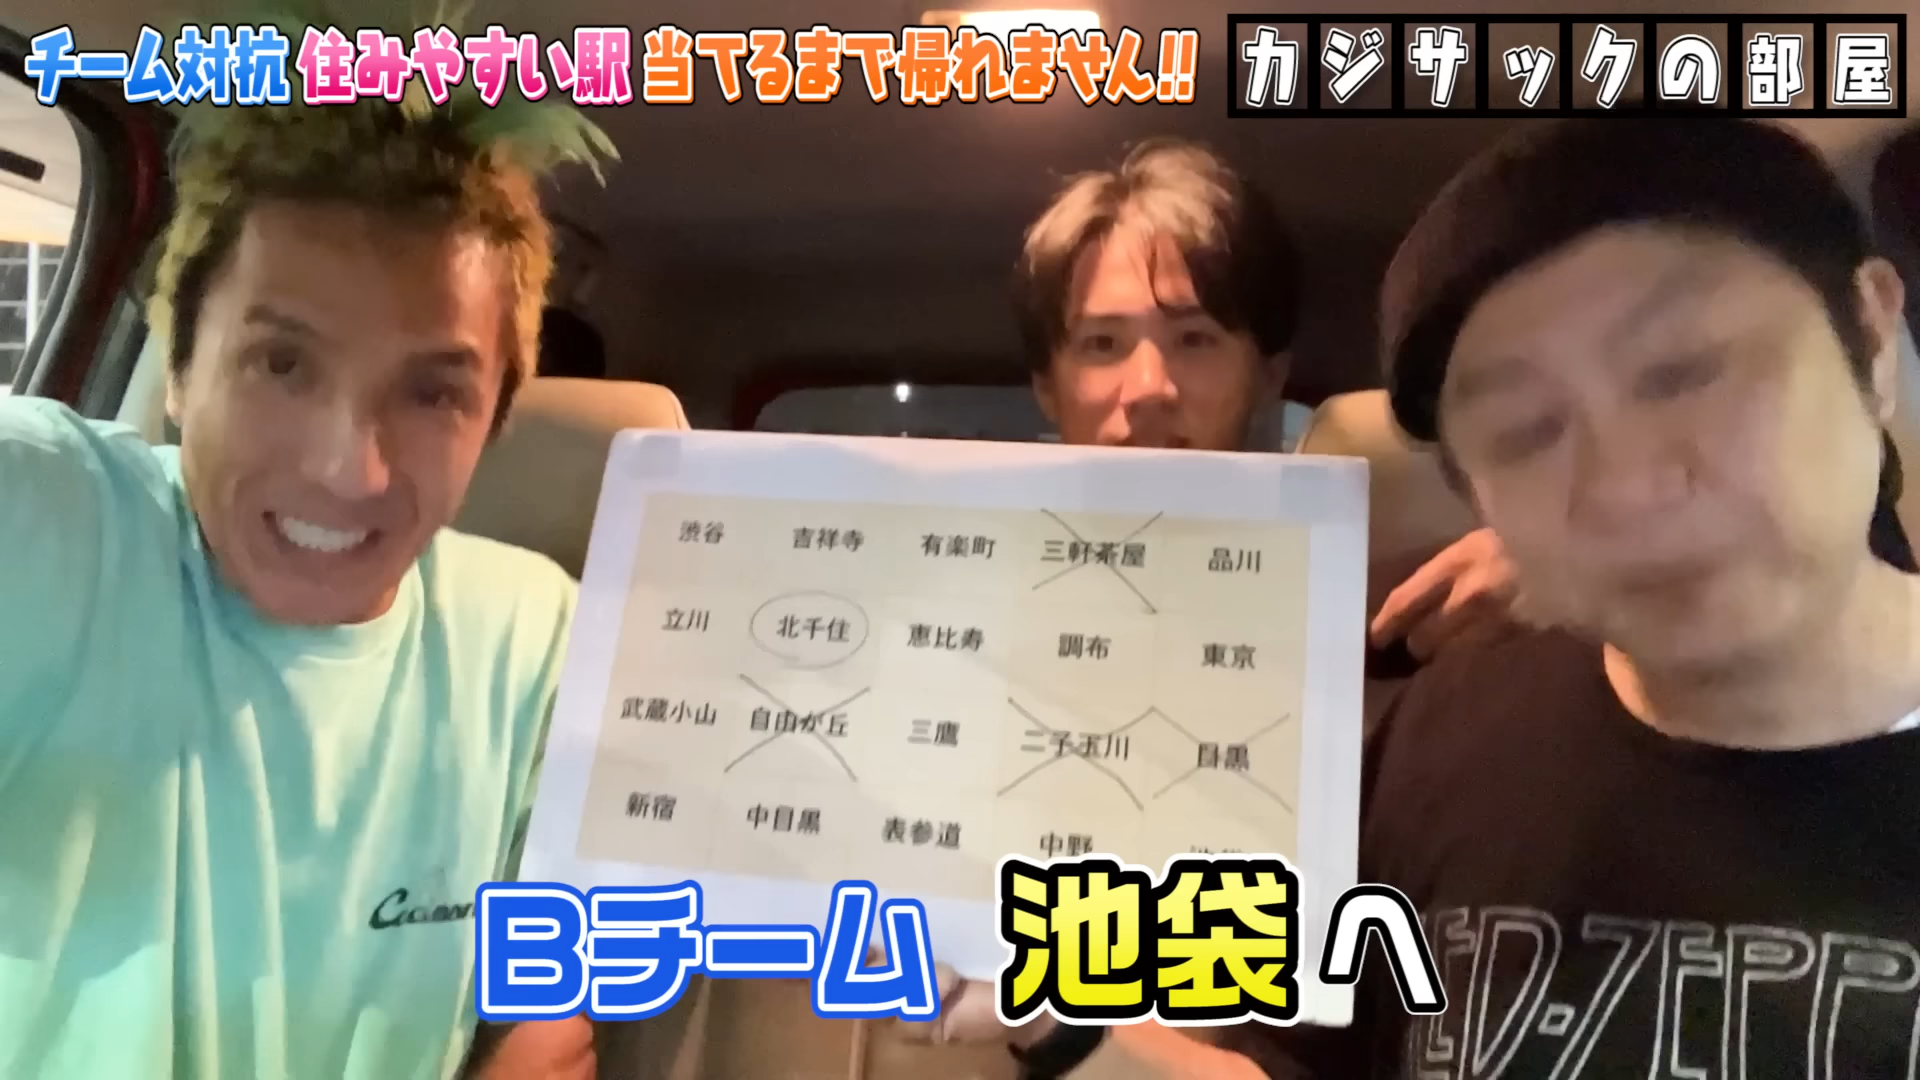 チーム対抗 住みやすい駅 当てるまで帰れません!!
カジサックの部屋
渋谷 吉祥寺 有楽町 三軒茶屋 品川
立川 北千住 恵比寿 調布 東京
武蔵小山 自由が丘 三鷹 二子玉川 目黒
新宿 中目黒 表参道 中野
Bチーム 池袋へ